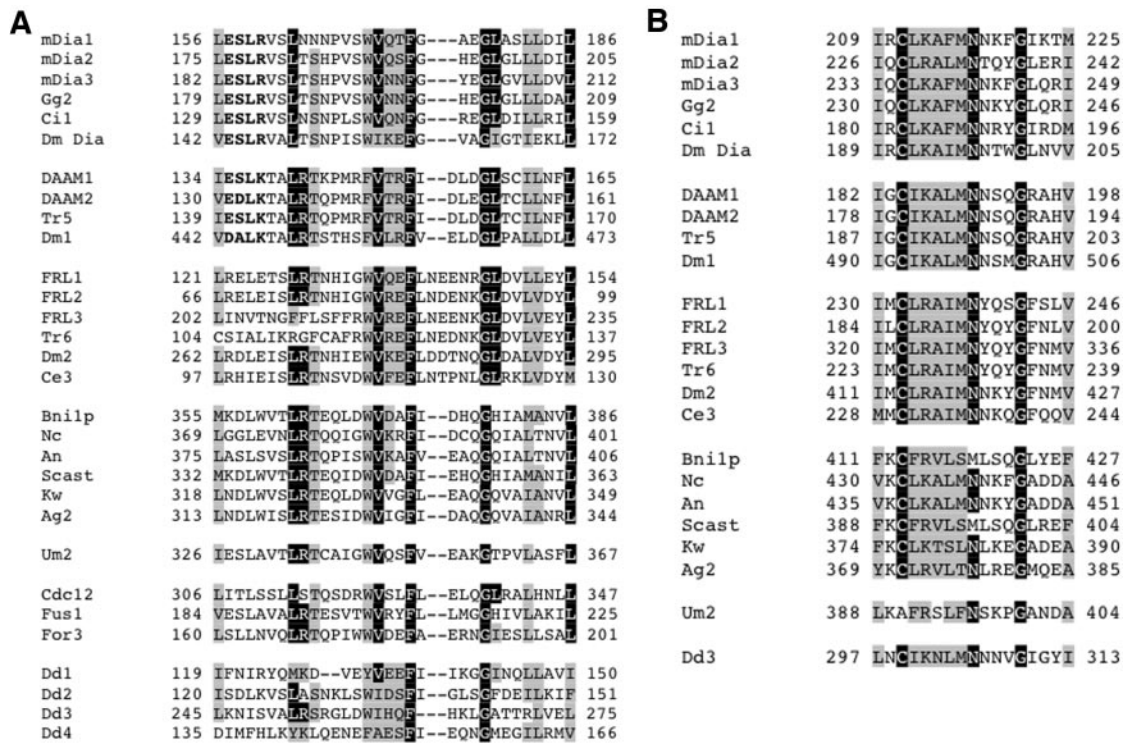 A
mDia1 156 LESLRVSLNNNPVSWVQTFG---AEGLASLLDIL 186
mDia2 175 LESLRVSLTSHPVSWVQSFG---HEGLGLLLDIL 205
mDia3 182 LESLRVSLTSNPVSWVNNFG---YEGLGVLLDVL 212
Gg2 179 LESLRVSLTSNPVSWVNNFG---HEGLGLLLDAL 209
Ci1 129 LESLRVSLNSNPLSWVQNFG---REGLDILLRIL 159
Dm Dia 142 VESLRVALTSNPISWIKEFG---VAGIGTIEKLL 172
DAAM1 134 IESLKTALRTKPMRFVTRFI--DLDGLSCILNFL 165
DAAM2 130 VEDLKTALRTQPMRFVTRFI--DLEGLTCLLNFL 161
Tr5 139 IESLKTALRTQPMRFVTRFI--DLDGLTCILNFL 170
Dm1 442 VDALKTALRTSTHSFVLRFV--ELDGLPALLDLL 473
FRL1 121 LRELETSLRTNHIGWVQEFLNEENRGLDVLLEYL 154
FRL2 66 LRELEISLRTNHIGWVREFLNDENKGLDVLVDYL 99
FRL3 202 LINVTNGFFLSFFRWVREFLNEENKGLDVLVEYL 235
Tr6 104 CSIALIKRGFCAFRWVREFLNEDNKGLDVLVEYL 137
Dm2 262 LRDLEISLRTNHIEWVKEFLDDTNQGLDALVDYL 295
Ce3 97 LRHIEISLRTNSVDWVFEFLNTPNLGLRKLVDYM 130
Bni1p 355 MKDLWVTLRTEQLDWVDAFI--DHQGHIAMANVL 386
Nc 369 LGGLEVNLRTQQIGWVKRFI--DCQGQIALTNVL 401
An 375 LASLSVSLRTQPISWVKAFV--EAQGQIALTNVL 406
Scast 332 MKDLWVTLRTEQIDWVDAFI--EHQGHIAMANIL 363
Kw 318 LNDLWVSLRTEQLDWVVGFL--EAQGQVAIANVL 349
Ag2 313 LNDLWISLRTESIDWVIGFI--DAQGQVAIANRL 344
Um2 326 IESLAVTLRTCAIGWVQSFV--EAKGTPVLASFL 367
Cdc12 306 LITLSSLLSTQSDRWVSLFL--EQLGLRALHNLL 347
Fus1 184 VESLAVALRTESVTWVRYFL--LMGGHIVLAKIL 225
For3 160 LSLLNVQLRTQPIWWVDEFA--ERNGIESLLSAL 201
Dd1 119 IFNIRYQMKD--VEYVEEFI--IKGGINQLLAVI 150
Dd2 120 ISDLKVSLASNKLSWIDSFI--GLSGFDEILKIF 151
Dd3 245 LKNISVALRSRGLDWIHQF---HKLGATTRLVEL 275
Dd4 135 DIMFHLKYKLQENEFAESFI--EQNGMEGILRMV 166
B
mDia1 209 IRCLKAFMNNKFGIKTM 225
mDia2 226 IQCLRALMNTQYGLERI 242
mDia3 233 IQCLKAFMNNKFGLQRI 249
Gg2 230 IQCLKAFMNNKYGLQRI 246
Ci1 180 IRCLKAFMNNRYGIRDM 196
Dm Dia 189 IRCLKAIMNNTWGLNVV 205
DAAM1 182 IGCIKALMNNSQGRAHV 198
DAAM2 178 IGCIKALMNNSQGRAHV 194
Tr5 187 IGCIKALMNNSQGRAHV 203
Dm1 490 IGCIKALMNNSMGRAHV 506
FRL1 230 IMCLRAIMNYQSGFSLV 246
FRL2 184 ILCLRAIMNYQYGFNLV 200
FRL3 320 IMCLRAIMNYQYGFNMV 336
Tr6 223 IMCLRAIMNYQYGFNMV 239
Dm2 411 IMCLRAIMNNKYGFNMV 427
Ce3 228 MMCLRAIMNNKQGFQQV 244
Bni1p 411 FKCFRVLSMLSQGLYEF 427
Nc 430 VKCLKALMNNKFGADDA 446
An 435 VKCLKALMNNKYGADDA 451
Scast 388 FKCFRVLSMLSQGLREF 404
Kw 374 FKCLKTSLNLKEGADEA 390
Ag2 369 YKCLRVLTNLREGMQEA 385
Um2 388 LKAFRSLFNSKPGANDA 404
Dd3 297 LNCIKNLMNNNVGIGYI 313